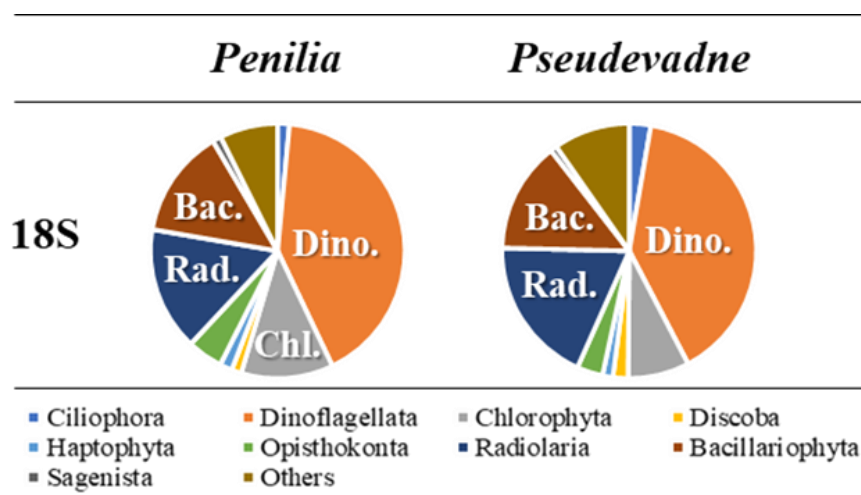 Penilia Pseudevadne
18S
Bac. Dino. Rad. Chl.
Bac. Dino. Rad.
Ciliophora Dinoflagellata Chlorophyta Discoba
Haptophyta Opisthokonta Radiolaria Bacillariophyta
Sagenista Others